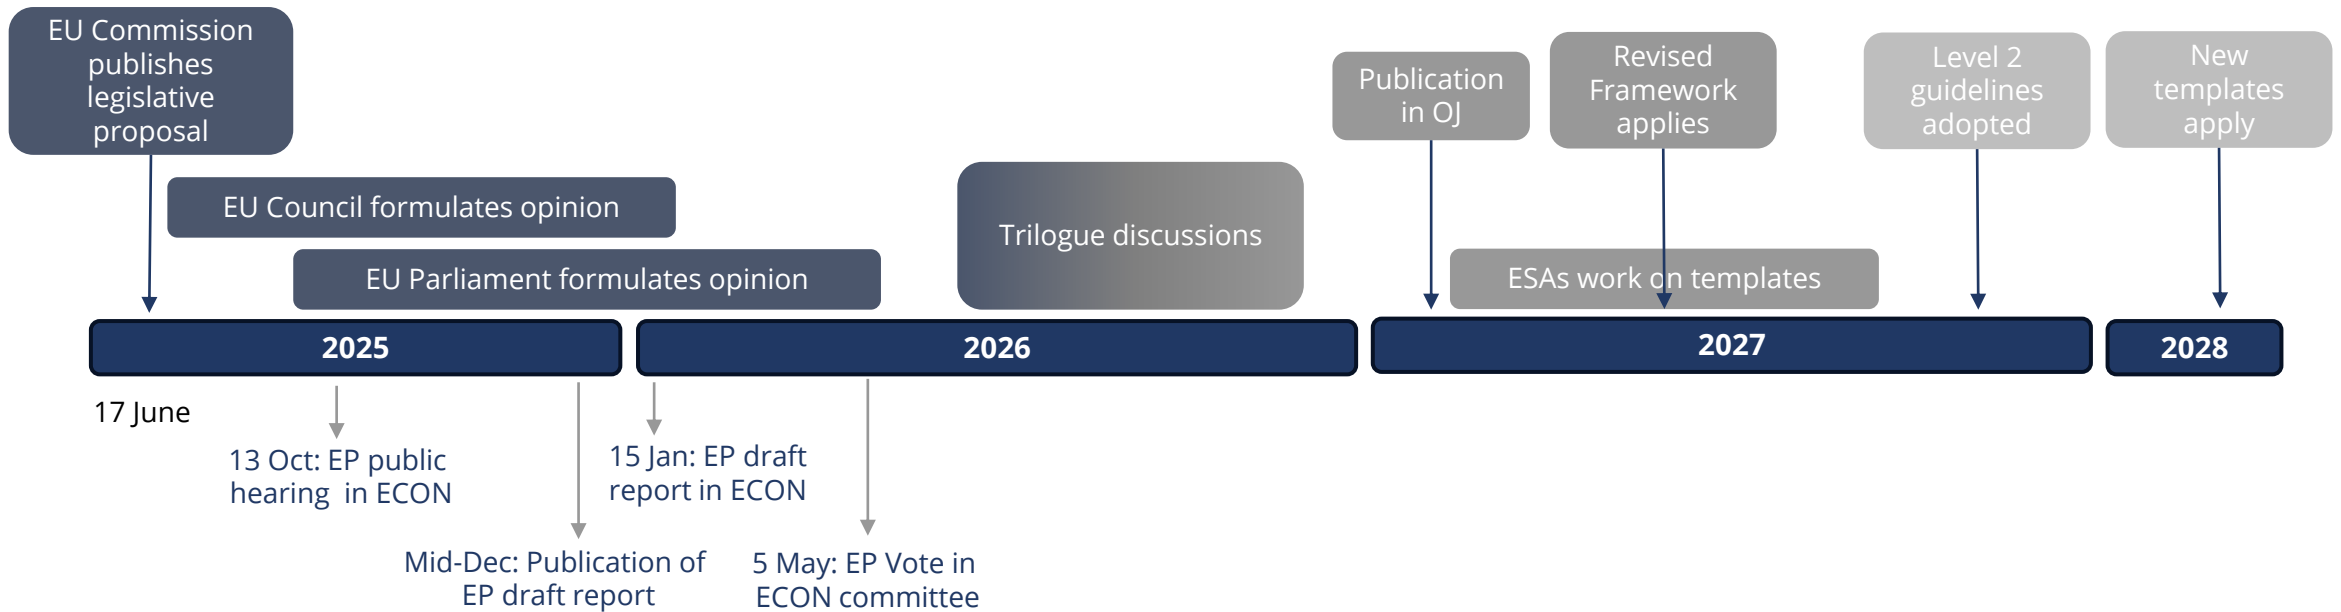 EU Commission
publishes
legislative
proposal
Publication
in OJ
Revised
Framework
applies
Level 2
guidelines
adopted
New
templates
apply
EU Council formulates opinion
Trilogue discussions
EU Parliament formulates opinion
ESAs work on templates
2025
2026
2027
2028
17 June
13 Oct: EP public
hearing  in ECON
15 Jan: EP draft
report in ECON
Mid-Dec: Publication of
EP draft report
5 May: EP Vote in
ECON committee